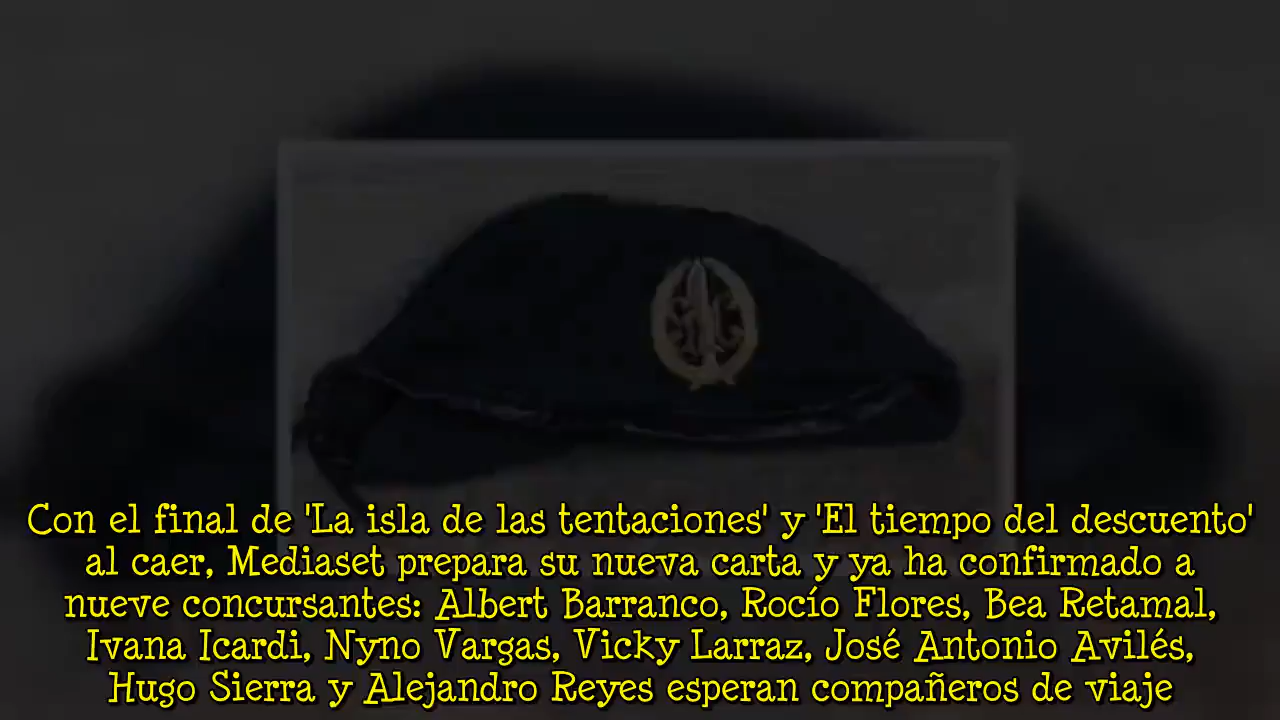 Con el final de 'La isla de las tentaciones' y 'El tiempo del descuento'
al caer, Mediaset prepara su nueva carta y ya ha confirmado a
nueve concursantes: Albert Barranco, Rocío Flores, Bea Retamal,
Ivana Icardi, Nyno Vargas, Vicky Larraz, José Antonio Avilés,
Hugo Sierra y Alejandro Reyes esperan compañeros de viaje